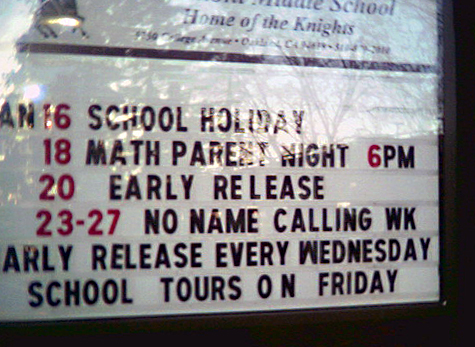 Middle School
Home of the Knights
AN 16 SCHOOL HOLIDAY
18 MATH PARENT NIGHT 6PM
20 EARLY RELEASE
23-27 NO NAME CALLING WK
ARLY RELEASE EVERY WEDNESDAY
SCHOOL TOURS ON FRIDAY